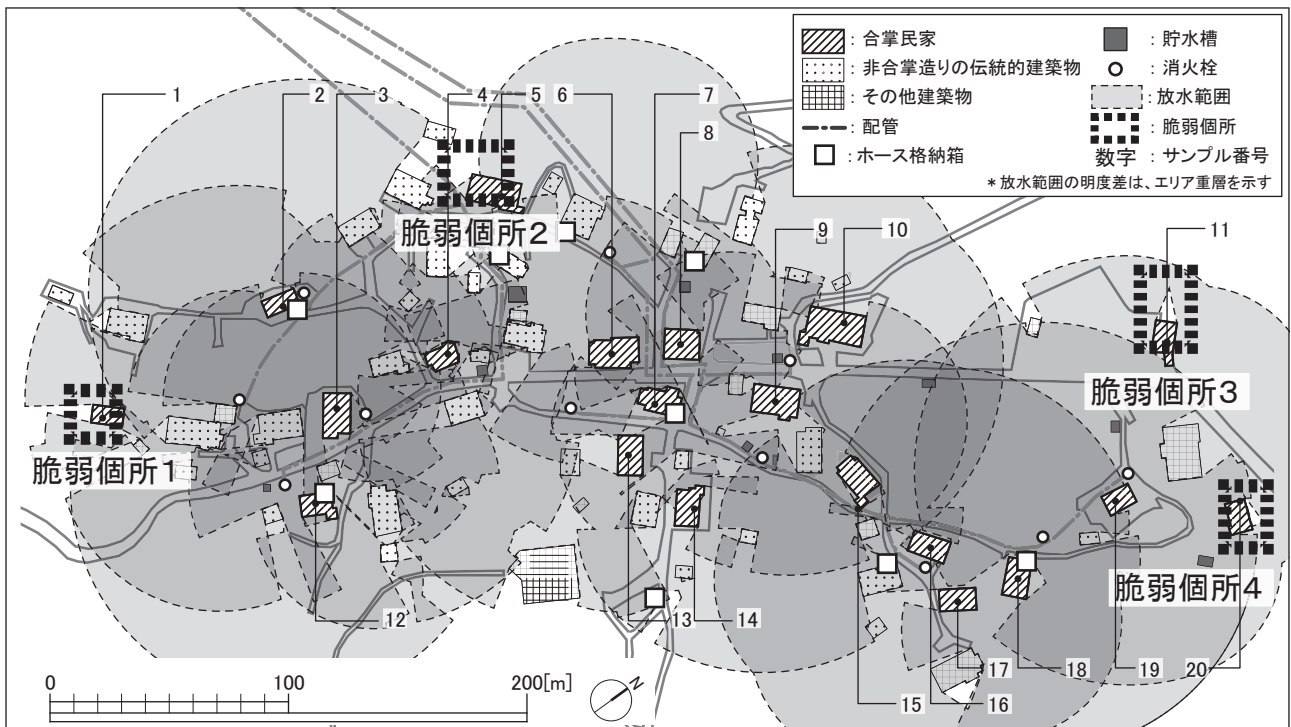 : 合掌民家
: 非合掌造りの伝統的建築物
: その他建築物
: 配管
: ホース格納箱
: 貯水槽
: 消火栓
: 放水範囲
: 脆弱個所
数字 : サンプル番号
* 放水範囲の明度差は、エリア重層を示す
1
2
3
4
5
6
7
8
9
10
11
脆弱個所2
脆弱個所3
脆弱個所1
脆弱個所4
12
13
14
15
16
17
18
19
20
0 100 200[m]
N